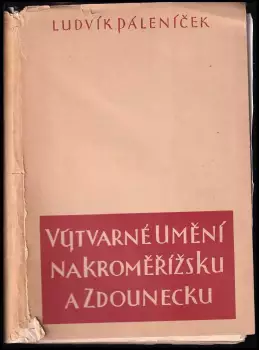 LUDVÍK PÁLENÍČEK
VÝTVARNÉ UMĚNÍ
NA KROMĚŘÍŽSKU
A ZDOUNECKU